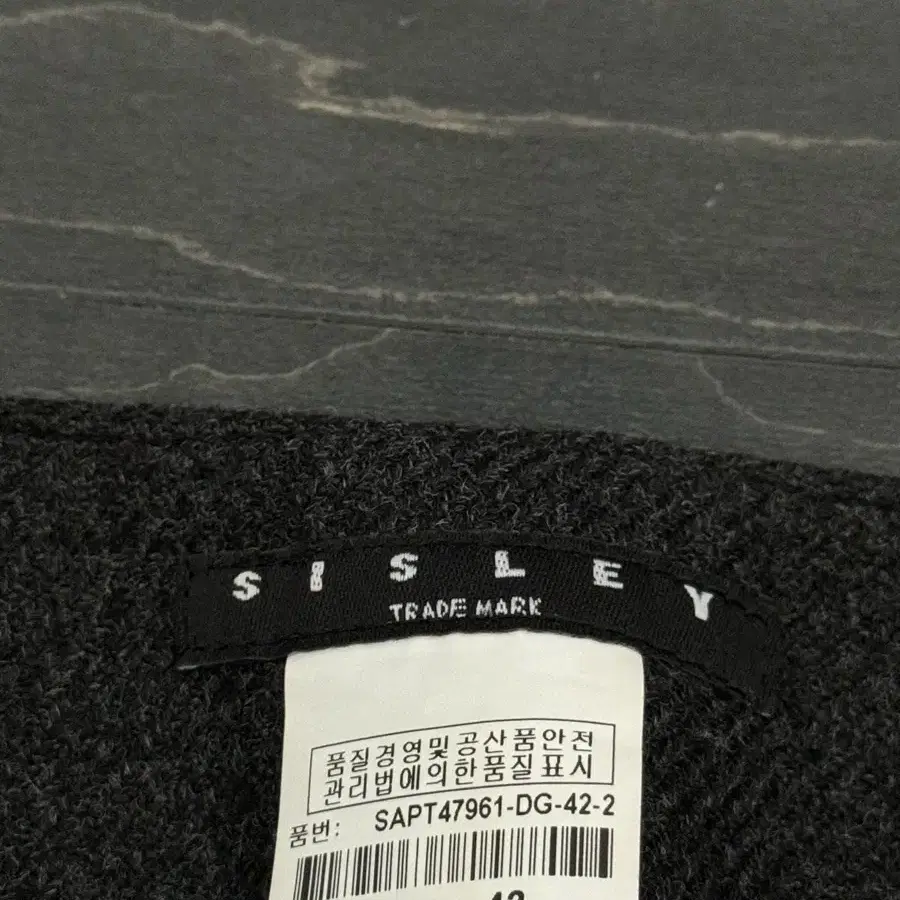 SISLEY
TRADE MARK
품질경영및공산품안전
관리법에의한품질표시
품번: SAPT47961-DG-42-2